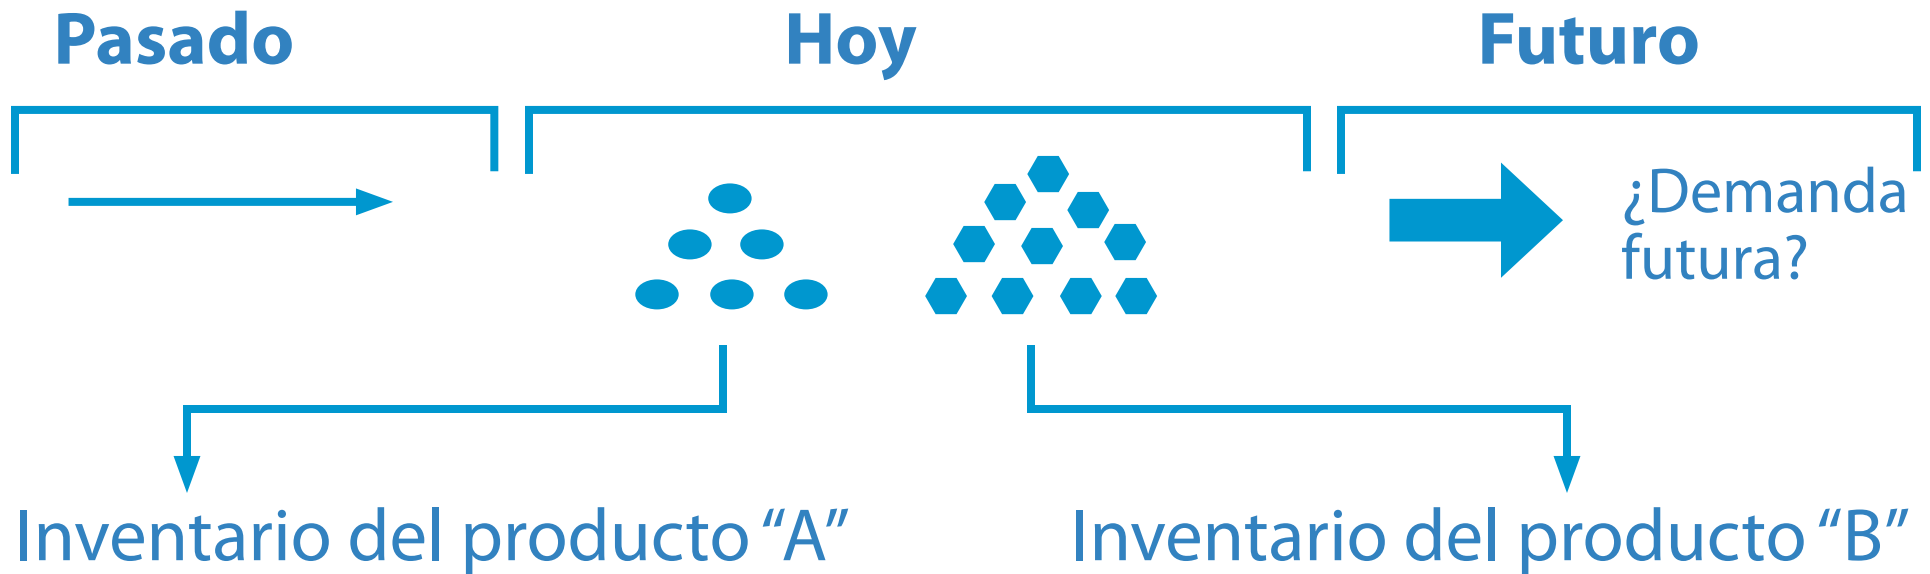 Pasado
Hoy
Futuro
¿Demanda
futura?
Inventario del producto “A”
Inventario del producto “B”